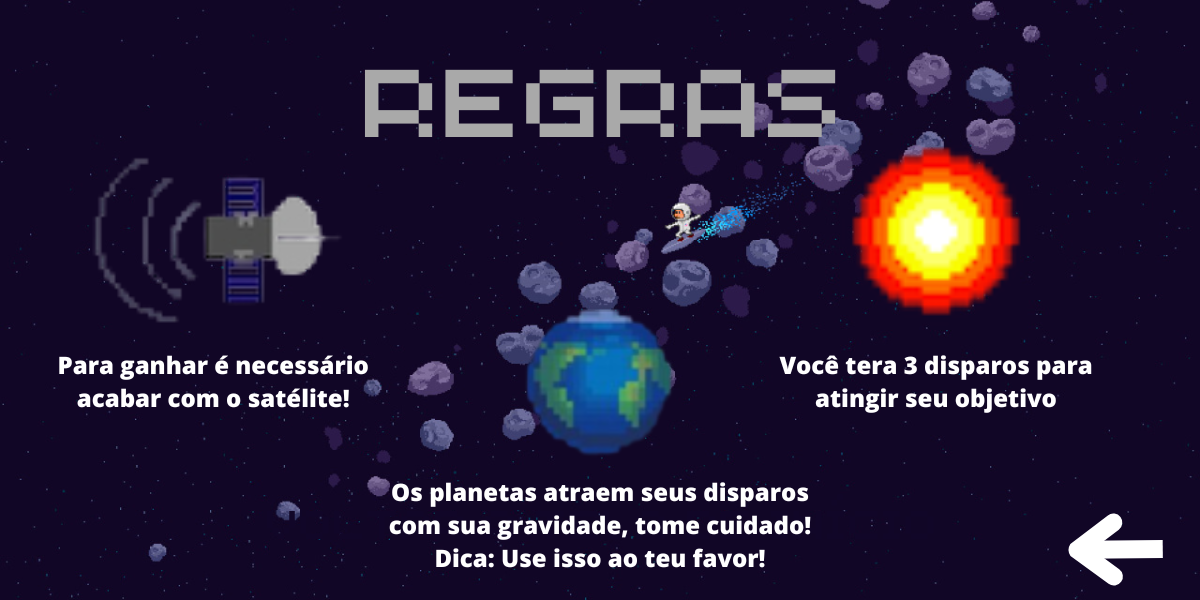 REGRAS
Para ganhar é necessário
acabar com o satélite!
Você tera 3 disparos para
atingir seu objetivo
Os planetas atraem seus disparos
com sua gravidade, tome cuidado!
Dica: Use isso ao teu favor!